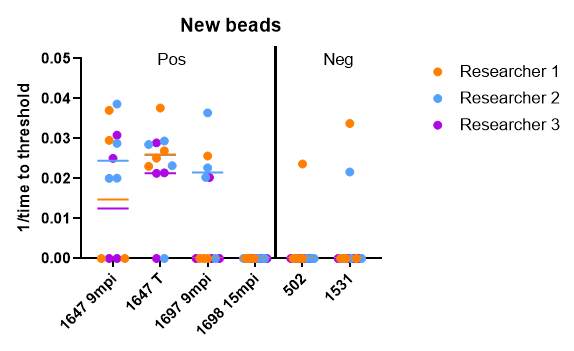 New beads
Pos
Neg
1/time to threshold
0.05
0.04
0.03
0.02
0.01
0.00
1647 9mpi
1647 T
1697 9mpi
1698 15mpi
502
1531
Researcher 1
Researcher 2
Researcher 3